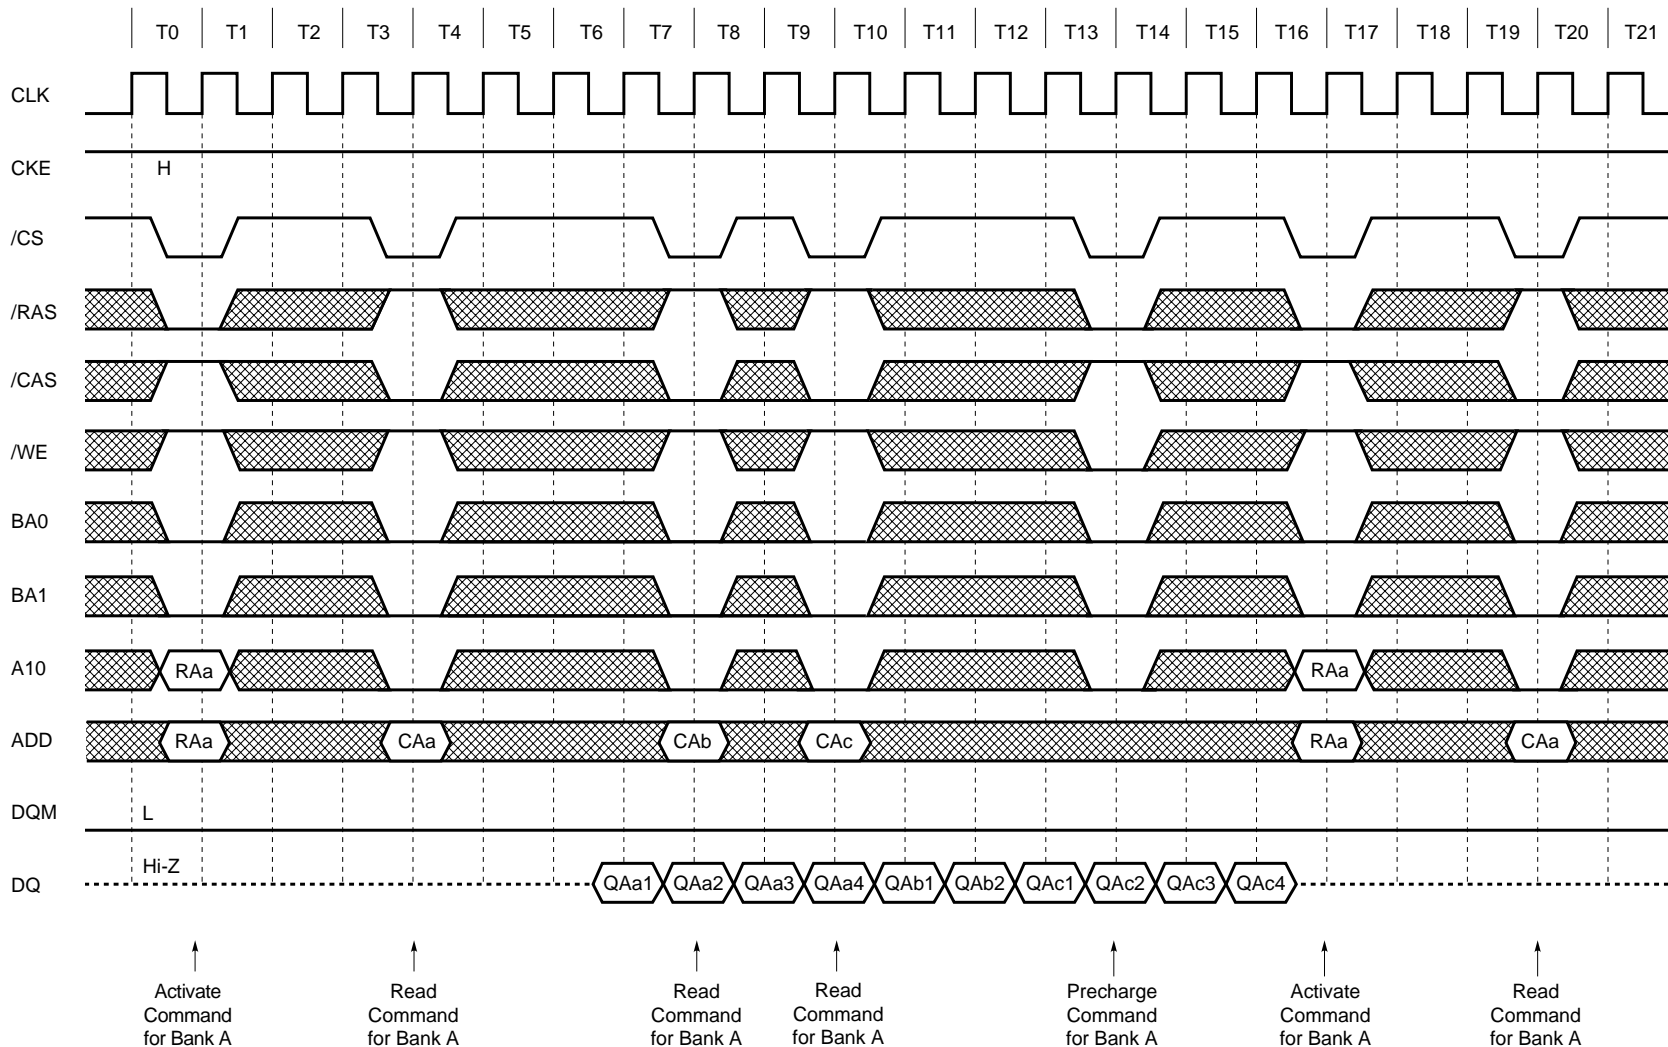 T0 T1 T2 T3 T4 T5 T6 T7 T8 T9 T10 T11 T12 T13 T14 T15 T16 T17 T18 T19 T20 T21
CLK
CKE H
/CS
/RAS
/CAS
/WE
BA0
BA1
A10 RAa RAa
ADD RAa CAa CAb CAc RAa CAa
DQM L
Hi-Z
DQ QAa1 QAa2 QAa3 QAa4 QAb1 QAb2 QAc1 QAc2 QAc3 QAc4
Activate
Command
for Bank A
Read
Command
for Bank A
Read
Command
for Bank A
Read
Command
for Bank A
Precharge
Command
for Bank A
Activate
Command
for Bank A
Read
Command
for Bank A